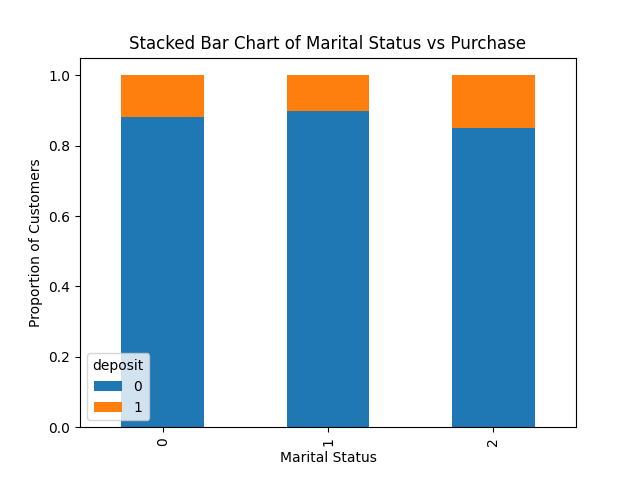 Stacked Bar Chart of Marital Status vs Purchase
Proportion of Customers
1.0
0.8
0.6
0.4
0.2
0.0
deposit
0
1
0
1
2
Marital Status